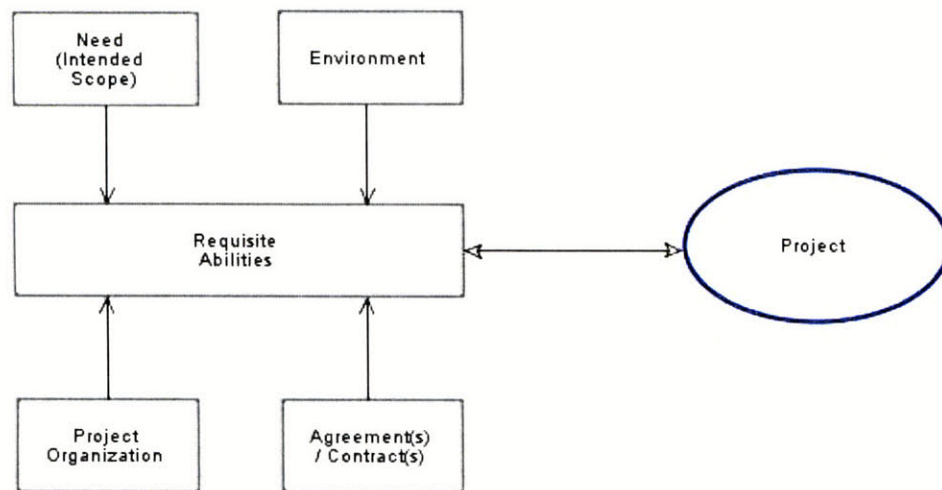 Need
(Intended
Scope)
Environment
Requisite
Abilities
Project
Project
Organization
Agreement(s)
/ Contract(s)